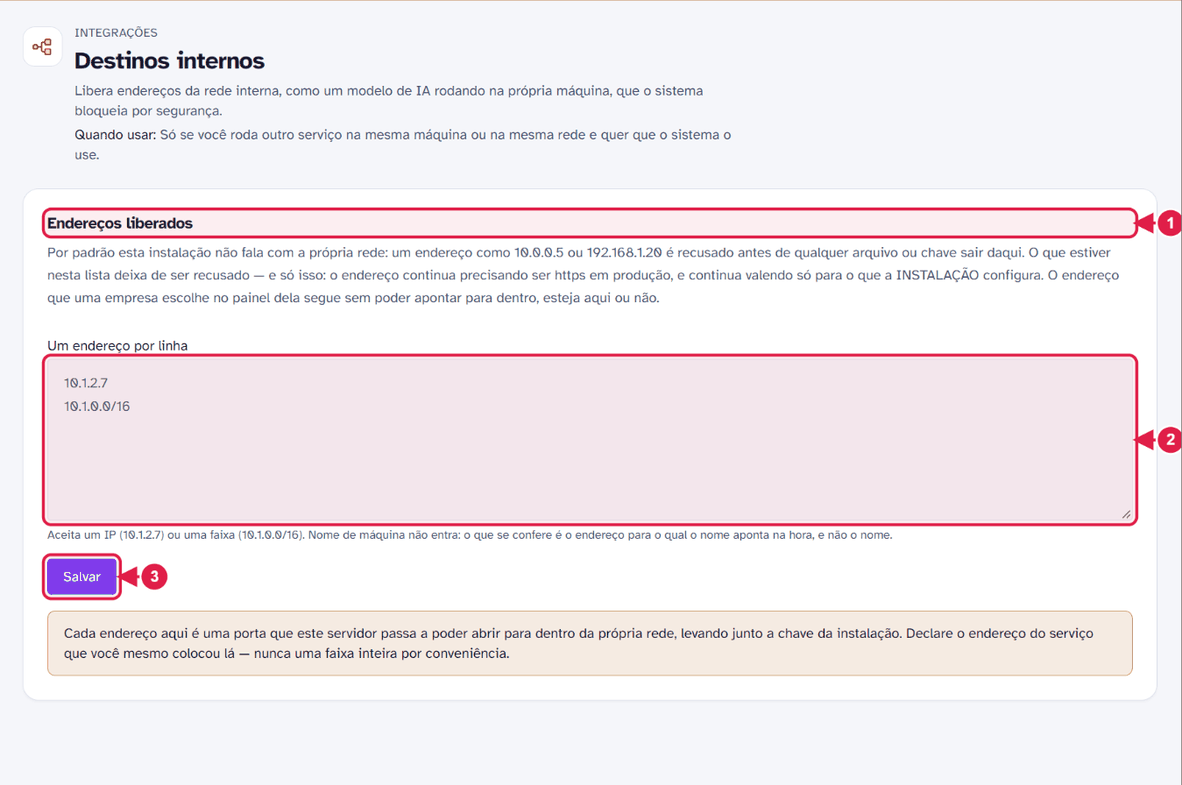 INTEGRAÇÕES
Destinos internos
Libera endereços da rede interna, como um modelo de IA rodando na própria máquina, que o sistema
bloqueia por segurança.
Quando usar: Só se você roda outro serviço na mesma máquina ou na mesma rede e quer que o sistema o
use.
Endereços liberados
1
Por padrão esta instalação não fala com a própria rede: um endereço como 10.0.0.5 ou 192.168.1.20 é recusado antes de qualquer arquivo ou chave sair daqui. O que estiver
nesta lista deixa de ser recusado — e só isso: o endereço continua precisando ser https em produção, e continua valendo só para o que a INSTALAÇÃO configura. O endereço
que uma empresa escolhe no painel dela segue sem poder apontar para dentro, esteja aqui ou não.
Um endereço por linha
10.1.2.7
10.1.0.0/16
2
Aceita um IP (10.1.2.7) ou uma faixa (10.1.0.0/16). Nome de máquina não entra: o que se confere é o endereço para o qual o nome aponta na hora, e não o nome.
Salvar
3
Cada endereço aqui é uma porta que este servidor passa a poder abrir para dentro da própria rede, levando junto a chave da instalação. Declare o endereço do serviço
que você mesmo colocou lá — nunca uma faixa inteira por conveniência.